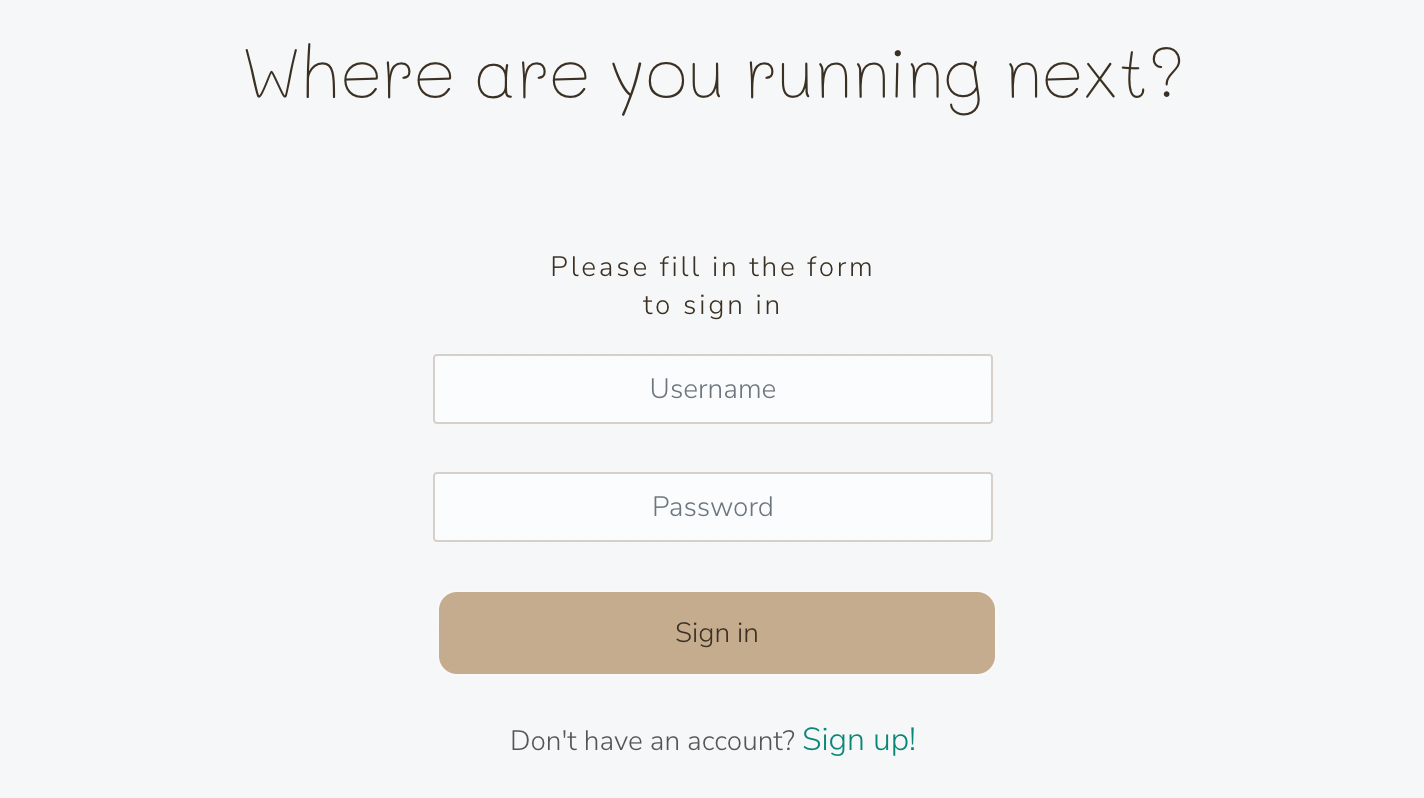 Where are you running next?
Please fill in the form
to sign in
Username
Password
Sign in
Don't have an account? Sign up!